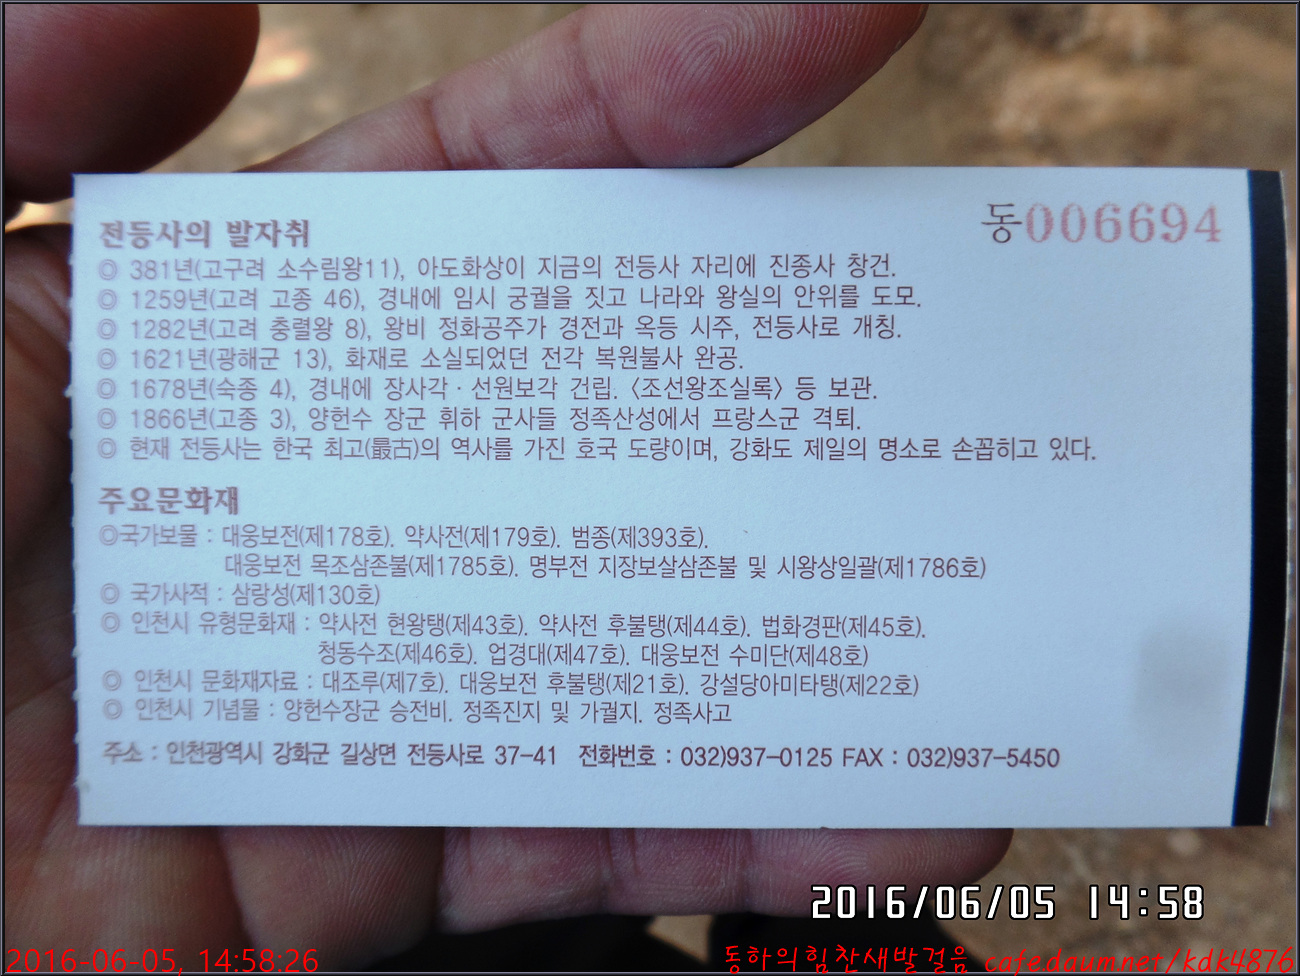 동006694
전등사의 발자취
◎ 381년(고구려 소수림왕11), 아도화상이 지금의 전등사 자리에 진종사 창건.
◎ 1259년(고려 고종 46), 경내에 임시 궁궐을 짓고 나라와 왕실의 안위를 도모.
◎ 1282년(고려 충렬왕 8), 왕비 정화공주가 경전과 옥등 시주, 전등사로 개칭.
◎ 1621년(광해군 13), 화재로 소실되었던 전각 복원불사 완공.
◎ 1678년(숙종 4), 경내에 장사각·선원보각 건립. 〈조선왕조실록〉 등 보관.
◎ 1866년(고종 3), 양헌수 장군 휘하 군사들 정족산성에서 프랑스군 격퇴.
◎ 현재 전등사는 한국 최고(最古)의 역사를 가진 호국 도량이며, 강화도 제일의 명소로 손꼽히고 있다.
주요문화재
◎국가보물 : 대웅보전(제178호). 약사전(제179호). 범종(제393호).
대웅보전 목조삼존불(제1785호). 명부전 지장보살삼존불 및 시왕상일괄(제1786호)
◎ 국가사적 : 삼랑성(제130호)
◎ 인천시 유형문화재 : 약사전 현왕탱(제43호). 약사전 후불탱(제44호). 법화경판(제45호).
청동수조(제46호). 업경대(제47호). 대웅보전 수미단(제48호)
◎ 인천시 문화재자료 : 대조루(제7호). 대웅보전 후불탱(제21호). 강설당아미타탱(제22호)
◎ 인천시 기념물 : 양헌수장군 승전비. 정족진지 및 가궐지. 정족사고
주소 : 인천광역시 강화군 길상면 전등사로 37-41 전화번호 : 032)937-0125 FAX : 032)937-5450
2016/06/05 14:58
2016-06-05, 14:58:26
동하의힘찬새발걸음 cafe.daum.net/kdk4876